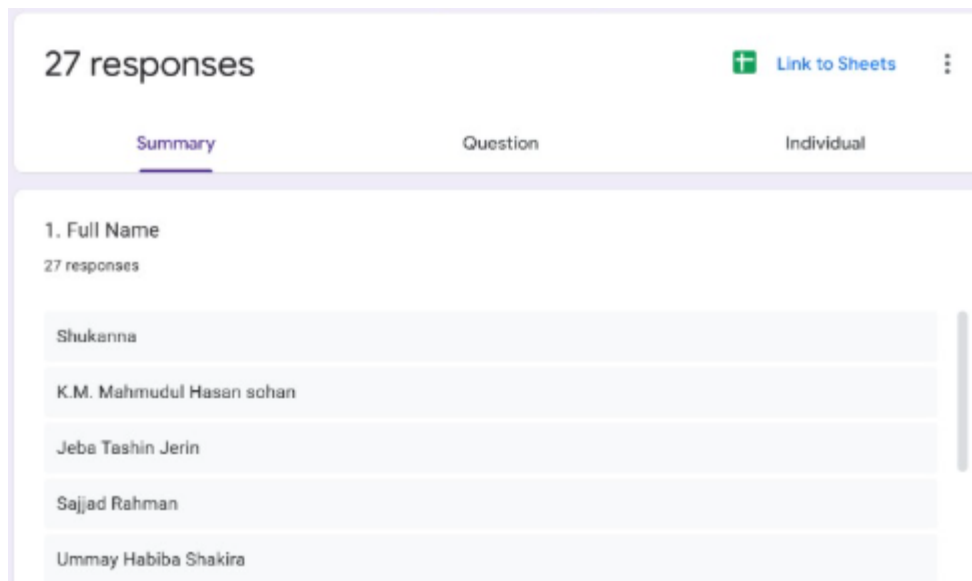 27 responses
Link to Sheets
Summary Question Individual
1. Full Name
27 responses
Shukanna
K.M. Mahmudul Hasan sohan
Jeba Tashin Jerin
Sajjad Rahman
Ummay Habiba Shakira